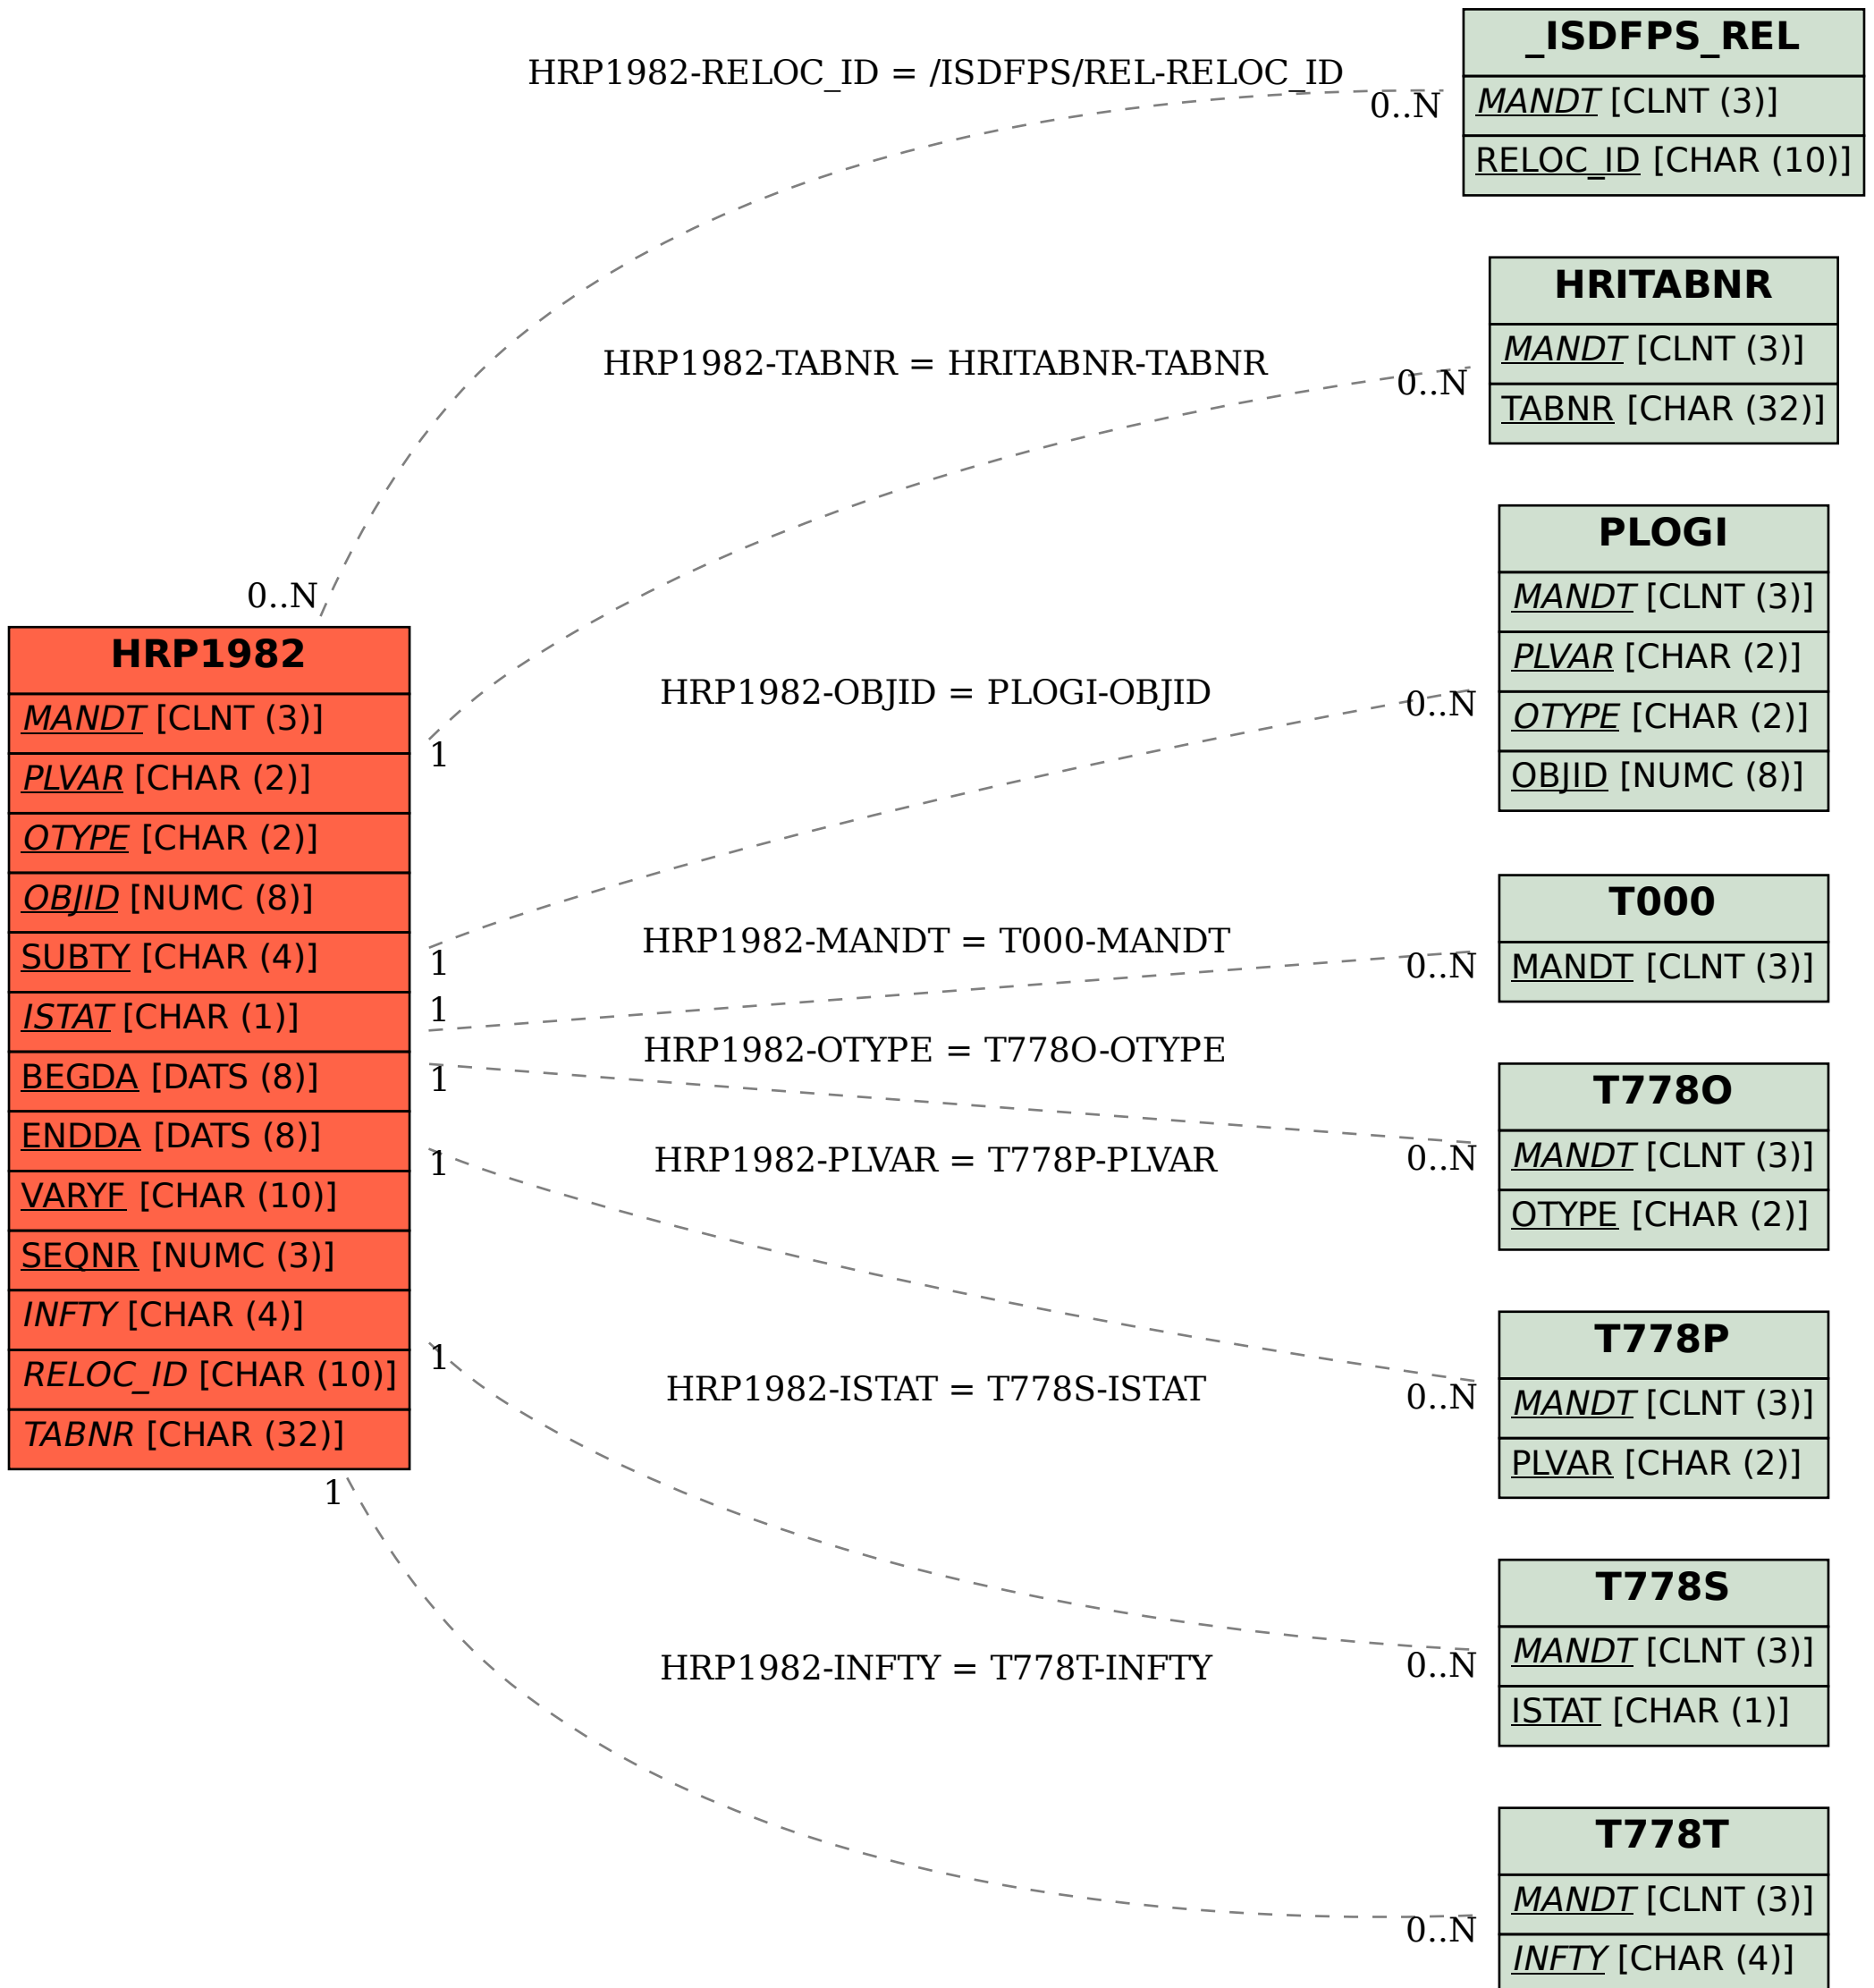 _ISDFPS_REL
MANDT [CLNT (3)]
RELOC_ID [CHAR (10)]
HRP1982-RELOC_ID = /ISDFPS/REL-RELOC_ID
0..N
0..N
HRITABNR
MANDT [CLNT (3)]
TABNR [CHAR (32)]
HRP1982-TABNR = HRITABNR-TABNR
0..N
1
PLOGI
MANDT [CLNT (3)]
PLVAR [CHAR (2)]
OTYPE [CHAR (2)]
OBJID [NUMC (8)]
HRP1982-OBJID = PLOGI-OBJID
0..N
1
HRP1982
MANDT [CLNT (3)]
PLVAR [CHAR (2)]
OTYPE [CHAR (2)]
OBJID [NUMC (8)]
SUBTY [CHAR (4)]
ISTAT [CHAR (1)]
BEGDA [DATS (8)]
ENDDA [DATS (8)]
VARYF [CHAR (10)]
SEQNR [NUMC (3)]
INFTY [CHAR (4)]
RELOC_ID [CHAR (10)]
TABNR [CHAR (32)]
T000
MANDT [CLNT (3)]
HRP1982-MANDT = T000-MANDT
0..N
1
T778O
MANDT [CLNT (3)]
OTYPE [CHAR (2)]
HRP1982-OTYPE = T778O-OTYPE
0..N
1
T778P
MANDT [CLNT (3)]
PLVAR [CHAR (2)]
HRP1982-PLVAR = T778P-PLVAR
0..N
1
T778S
MANDT [CLNT (3)]
ISTAT [CHAR (1)]
HRP1982-ISTAT = T778S-ISTAT
0..N
1
T778T
MANDT [CLNT (3)]
INFTY [CHAR (4)]
HRP1982-INFTY = T778T-INFTY
0..N
1